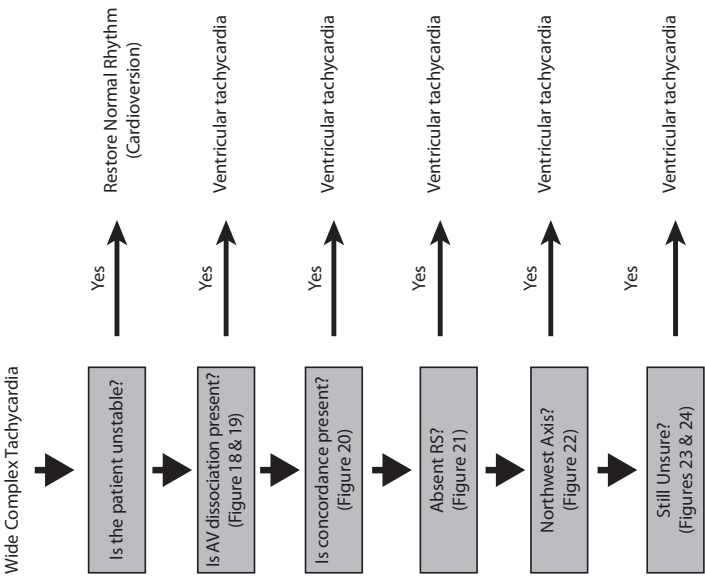 Wide Complex Tachycardia
Is the patient unstable?
Yes
Restore Normal Rhythm
(Cardioversion)
Is AV dissociation present?
(Figure 18 & 19)
Yes
Ventricular tachycardia
Is concordance present?
(Figure 20)
Yes
Ventricular tachycardia
Absent RS?
(Figure 21)
Yes
Ventricular tachycardia
Northwest Axis?
(Figure 22)
Yes
Ventricular tachycardia
Still Unsure?
(Figures 23 & 24)
Yes
Ventricular tachycardia